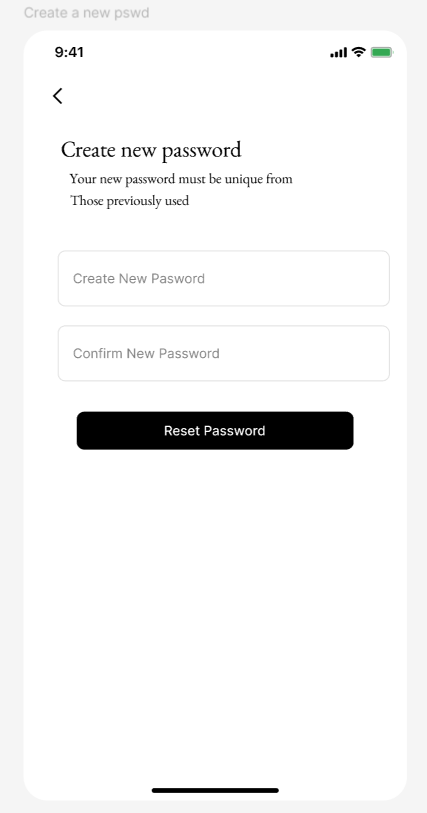 Create a new pswd
9:41
Create new password
Your new password must be unique from
Those previously used
Create New Pasword
Confirm New Password
Reset Password